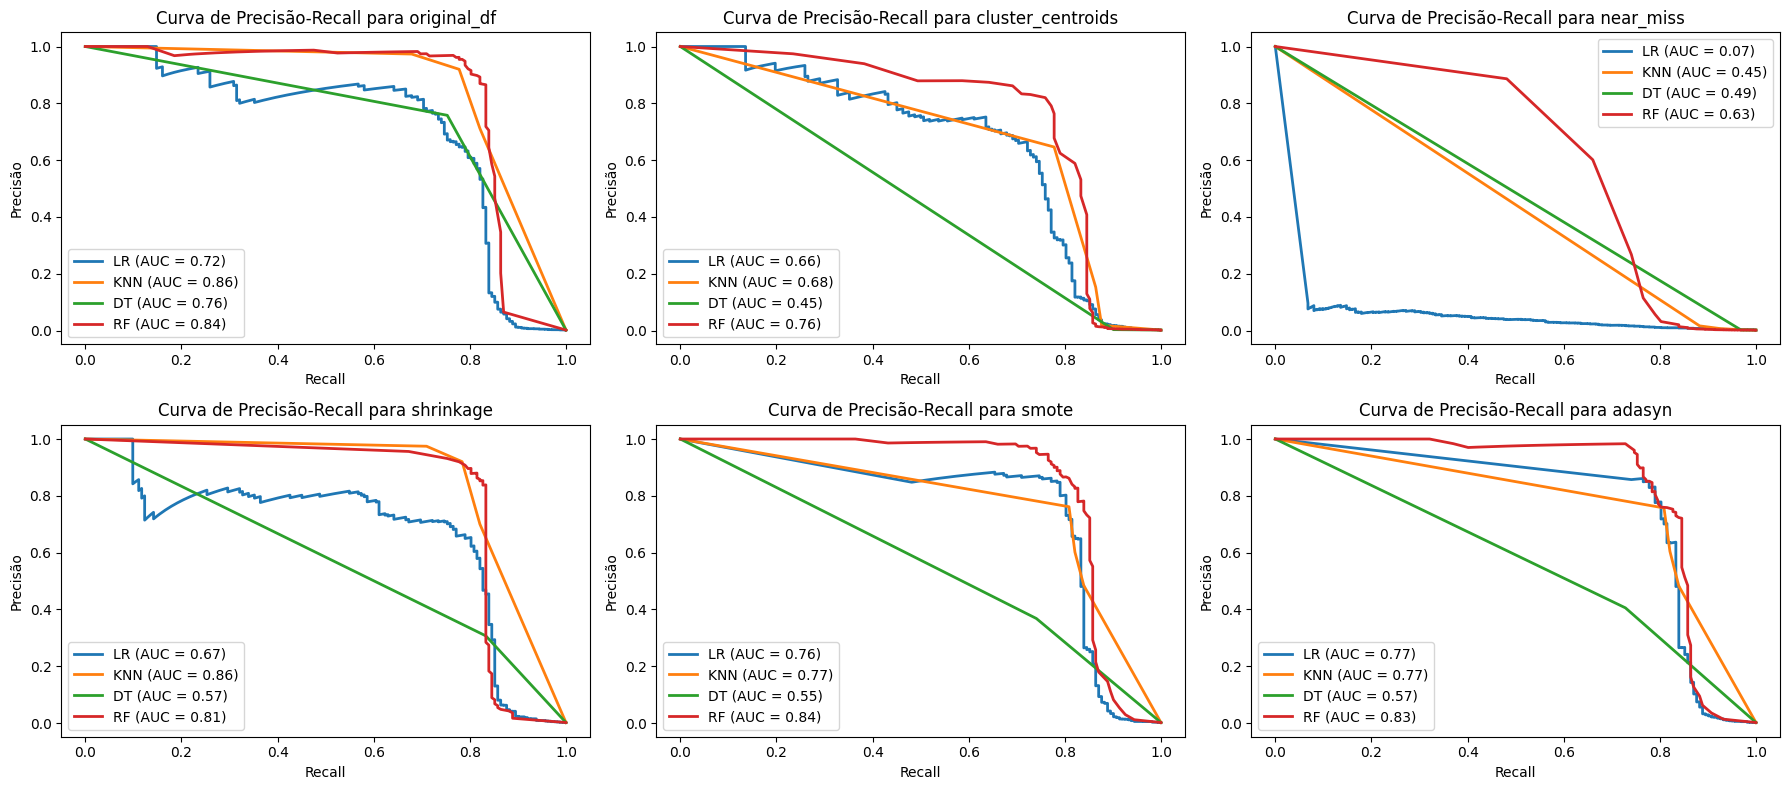 Curva de Precisão-Recall para original_df
1.0
0.8
0.6
0.4
0.2
0.0
Precisão
LR (AUC = 0.72)
KNN (AUC = 0.86)
DT (AUC = 0.76)
RF (AUC = 0.84)
0.0 0.2 0.4 0.6 0.8 1.0
Recall
Curva de Precisão-Recall para cluster_centroids
1.0
0.8
0.6
0.4
0.2
0.0
Precisão
LR (AUC = 0.66)
KNN (AUC = 0.68)
DT (AUC = 0.45)
RF (AUC = 0.76)
0.0 0.2 0.4 0.6 0.8 1.0
Recall
Curva de Precisão-Recall para near_miss
1.0
0.8
0.6
0.4
0.2
0.0
Precisão
LR (AUC = 0.07)
KNN (AUC = 0.45)
DT (AUC = 0.49)
RF (AUC = 0.63)
0.0 0.2 0.4 0.6 0.8 1.0
Recall
Curva de Precisão-Recall para shrinkage
1.0
0.8
0.6
0.4
0.2
0.0
Precisão
LR (AUC = 0.67)
KNN (AUC = 0.86)
DT (AUC = 0.57)
RF (AUC = 0.81)
0.0 0.2 0.4 0.6 0.8 1.0
Recall
Curva de Precisão-Recall para smote
1.0
0.8
0.6
0.4
0.2
0.0
Precisão
LR (AUC = 0.76)
KNN (AUC = 0.77)
DT (AUC = 0.55)
RF (AUC = 0.84)
0.0 0.2 0.4 0.6 0.8 1.0
Recall
Curva de Precisão-Recall para adasyn
1.0
0.8
0.6
0.4
0.2
0.0
Precisão
LR (AUC = 0.77)
KNN (AUC = 0.77)
DT (AUC = 0.57)
RF (AUC = 0.83)
0.0 0.2 0.4 0.6 0.8 1.0
Recall